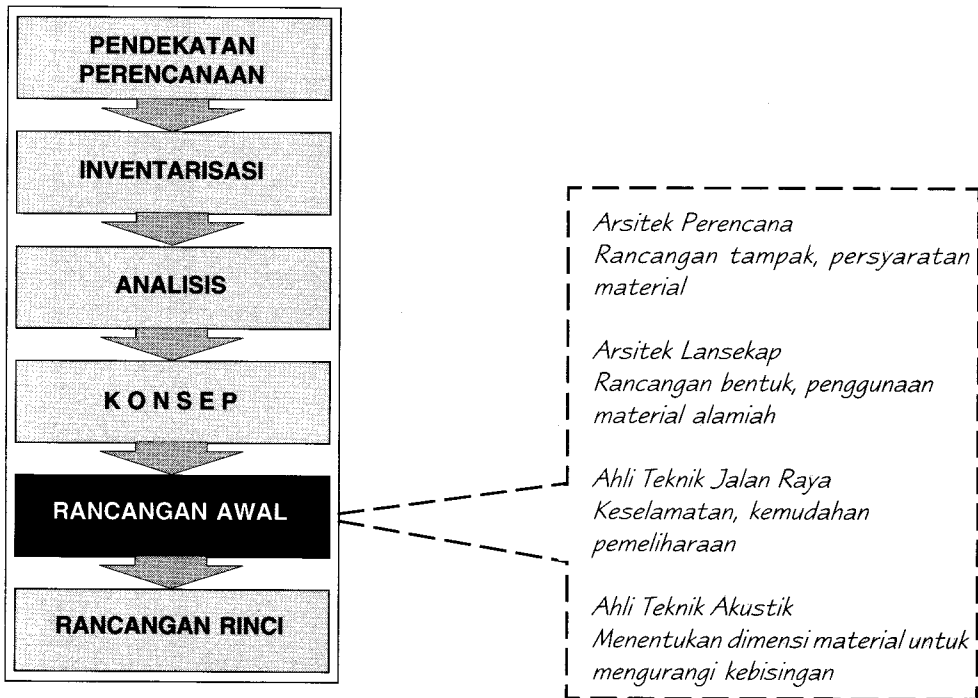 PENDEKATAN
PERENCANAAN
INVENTARISASI
ANALISIS
K O N S E P
RANCANGAN AWAL
RANCANGAN RINCI
Arsitek Perencana
Rancangan tampak, persyaratan
material
Arsitek Lansekap
Rancangan bentuk, penggunaan
material alamiah
Ahli Teknik Jalan Raya
Keselamatan, kemudahan
pemeliharaan
Ahli Teknik Akustik
Menentukan dimensi material untuk
mengurangi kebisingan